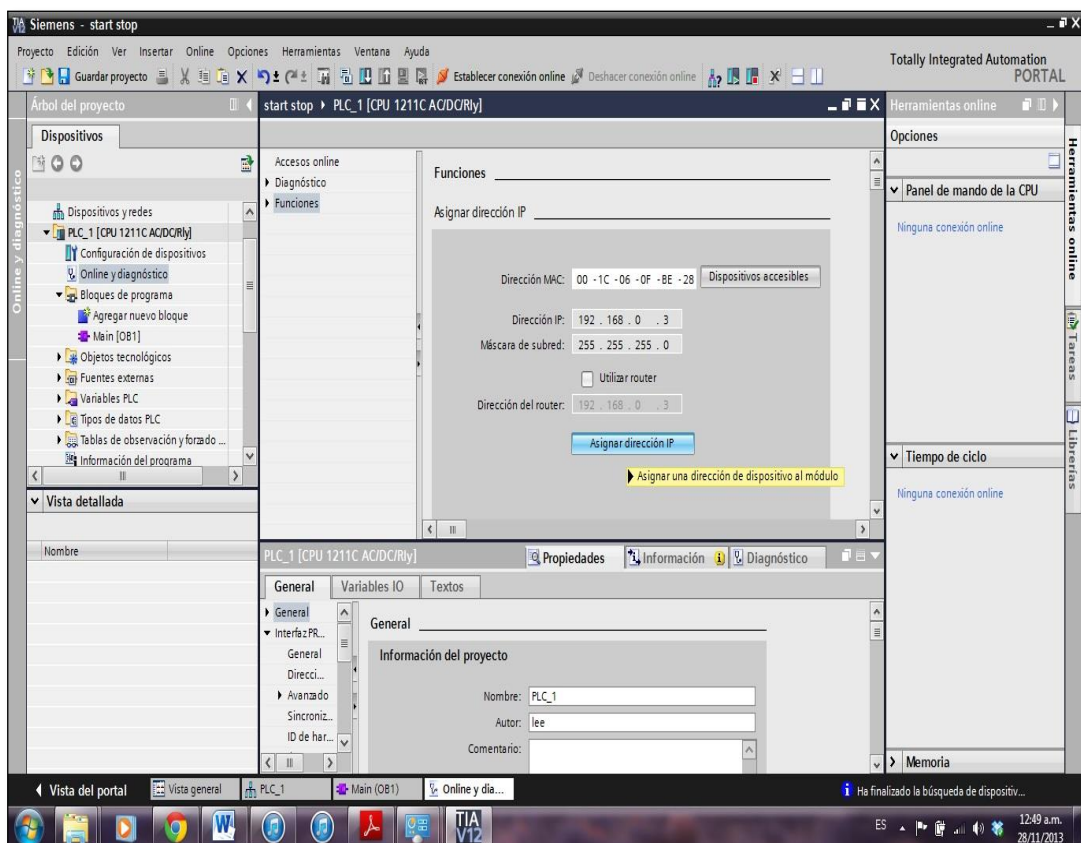 Siemens - start stop
Proyecto Edición Ver Insertar Online Opciones Herramientas Ventana Ayuda
Totally Integrated Automation
PORTAL
Guardar proyecto
Establecer conexión online
Deshacer conexión online
Árbol del proyecto
start stop PLC_1 [CPU 1211C AC/DC/Rly]
Herramientas online
Dispositivos
Opciones
Online y diagnóstico
Dispositivos y redes
PLC_1 [CPU 1211C AC/DC/Rly]
Configuración de dispositivos
Online y diagnóstico
Bloques de programa
Agregar nuevo bloque
Main [OB1]
Objetos tecnológicos
Fuentes externas
Variables PLC
Tipos de datos PLC
Tablas de observación y forzado ...
Información del programa
Vista detallada
Nombre
Accesos online
Diagnóstico
Funciones
Funciones
Asignar dirección IP
Dirección MAC: 00 -1C -06 -0F -BE -28 Dispositivos accesibles
Dirección IP: 192 . 168 . 0 . 3
Máscara de subred: 255 . 255 . 255 . 0
Utilizar router
Dirección del router: 192 . 168 . 0 . 3
Asignar dirección IP
Asignar una dirección de dispositivo al módulo
Panel de mando de la CPU
Ninguna conexión online
Tiempo de ciclo
Ninguna conexión online
Memoria
Herramientas online
Tareas
Librerías
PLC_1 [CPU 1211C AC/DC/Rly]
Propiedades Información Diagnóstico
General Variables IO Textos
General
Interfaz PR...
General
Direcci...
Avanzado
Sincroniz...
ID de har...
General
Información del proyecto
Nombre: PLC_1
Autor: lee
Comentario:
Vista del portal Vista general PLC_1 Main (OB1) Online y dia...
Ha finalizado la búsqueda de dispositiv...
TIA
V12
ES
12:49 a.m.
28/11/2013